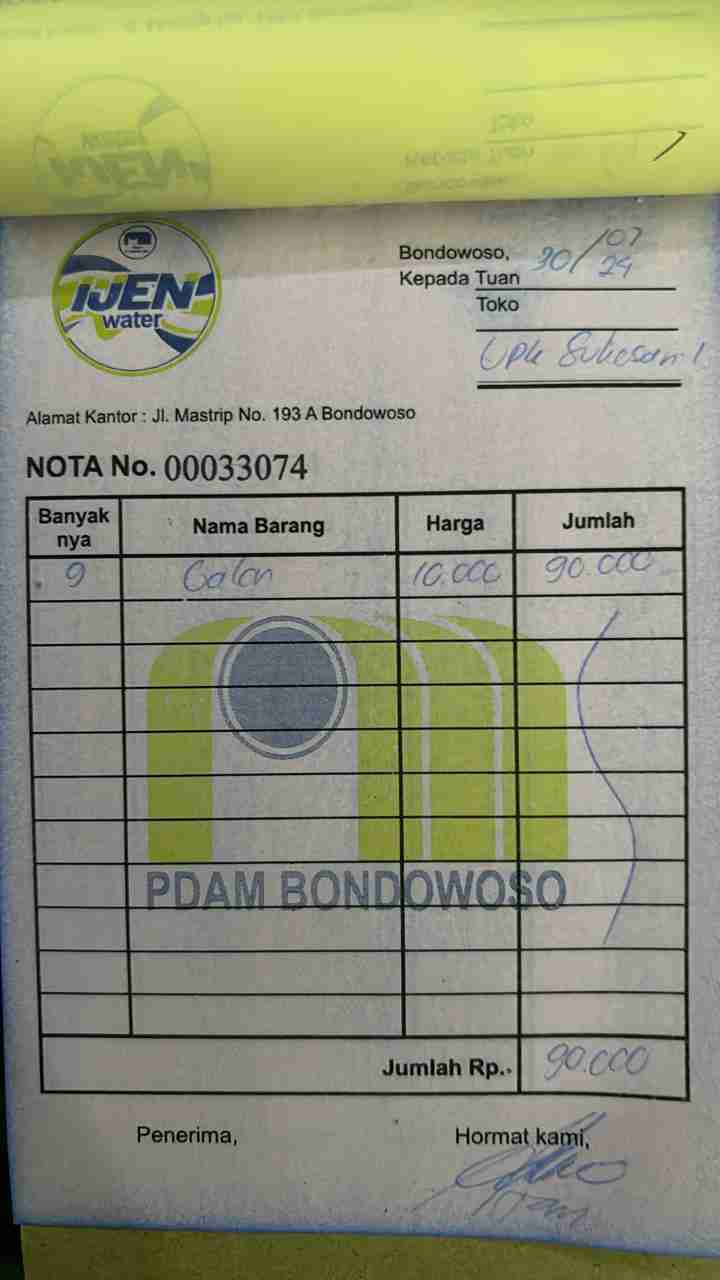 IJEN
water
Bondowoso, 30/07
24
Kepada Tuan
Toko
Upk Sukosari
Alamat Kantor : Jl. Mastrip No. 193 A Bondowoso
NOTA No. 00033074
Banyak nya Nama Barang Harga Jumlah
9 Galon 10.000 90.000
PDAM BONDOWOSO
Jumlah Rp. 90.000
Penerima, Hormat kami,